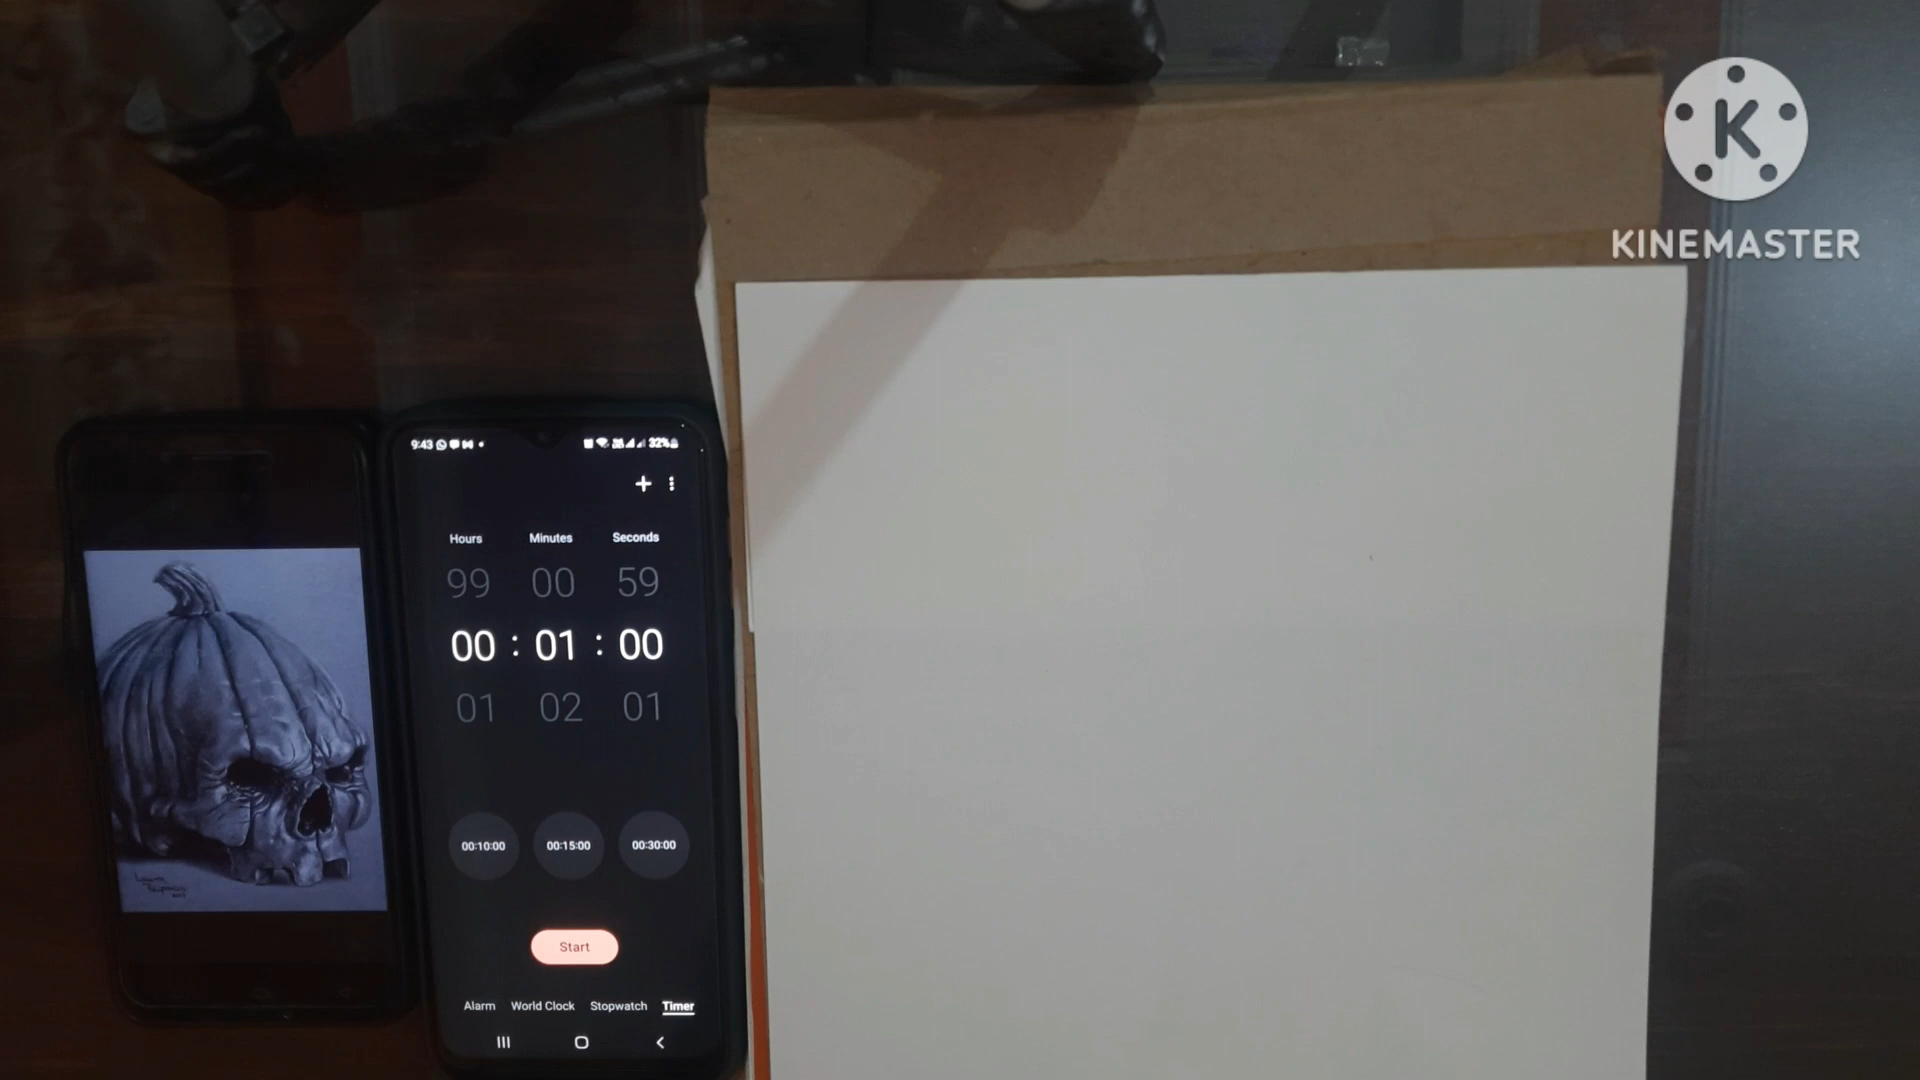 K
KINEMASTER
9:43 32%
Hours Minutes Seconds
99 00 59
00 : 01 : 00
01 02 01
00:10:00 00:15:00 00:30:00
Start
Alarm World Clock Stopwatch Timer